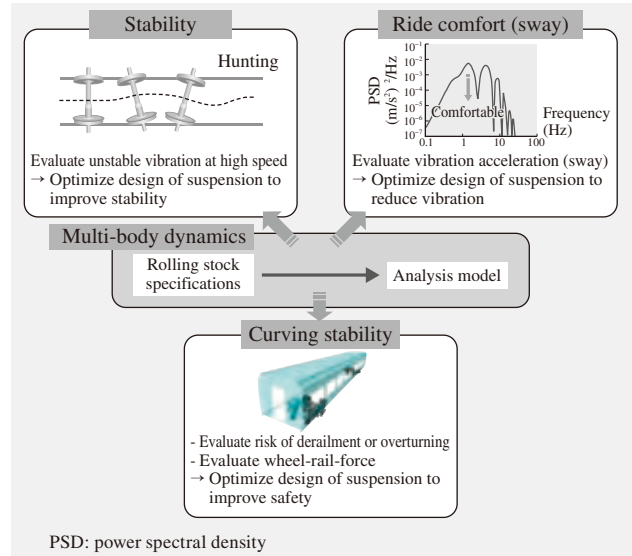 Stability
Hunting
Evaluate unstable vibration at high speed
→ Optimize design of suspension to
improve stability
Ride comfort (sway)
PSD
(m/s²)²/Hz
10⁻¹
10⁻²
10⁻³
10⁻⁴
10⁻⁵
10⁻⁶
10⁻⁷
Comfortable
0.1
1
10
100
Frequency
(Hz)
Evaluate vibration acceleration (sway)
→ Optimize design of suspension to
reduce vibration
Multi-body dynamics
Rolling stock
specifications
Analysis model
Curving stability
- Evaluate risk of derailment or overturning
- Evaluate wheel-rail-force
→ Optimize design of suspension to
improve safety
PSD: power spectral density